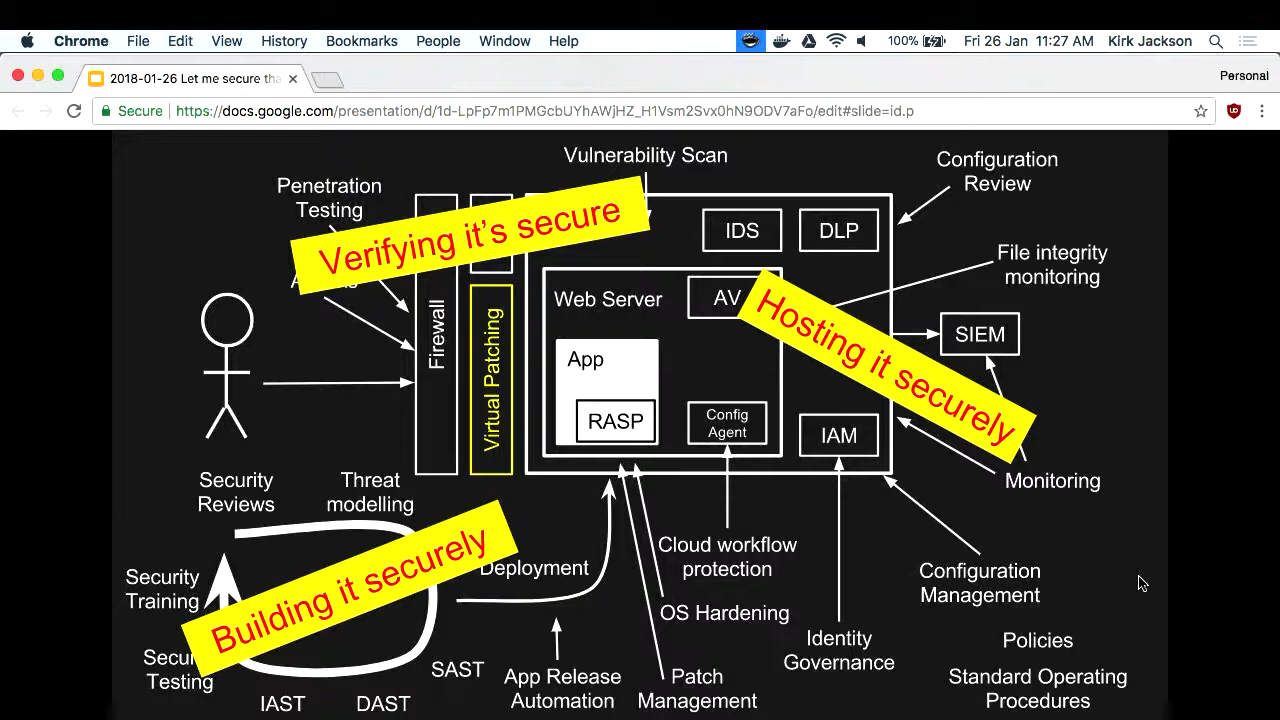 Chrome File Edit View History Bookmarks People Window Help 100% Fri 26 Jan 11:27 AM Kirk Jackson
2018-01-26 Let me secure tha
Personal
Secure
https://docs.google.com/presentation/d/1d-LpFp7m1PMGcbUYhAWjHZ_H1Vsm2Svx0hN9ODV7aFo/edit#slide=id.p
Vulnerability Scan
Configuration
Review
Penetration
Testing
Verifying it's secure
IDS
DLP
File integrity
monitoring
Web Server
AV
Hosting it securely
SIEM
Firewall
Virtual Patching
App
RASP
Config
Agent
IAM
Monitoring
Security
Reviews
Threat
modelling
Building it securely
Deployment
Cloud workflow
protection
Configuration
Management
Security
Training
OS Hardening
Identity
Governance
Policies
Testing
SAST
IAST
DAST
App Release
Automation
Patch
Management
Standard Operating
Procedures